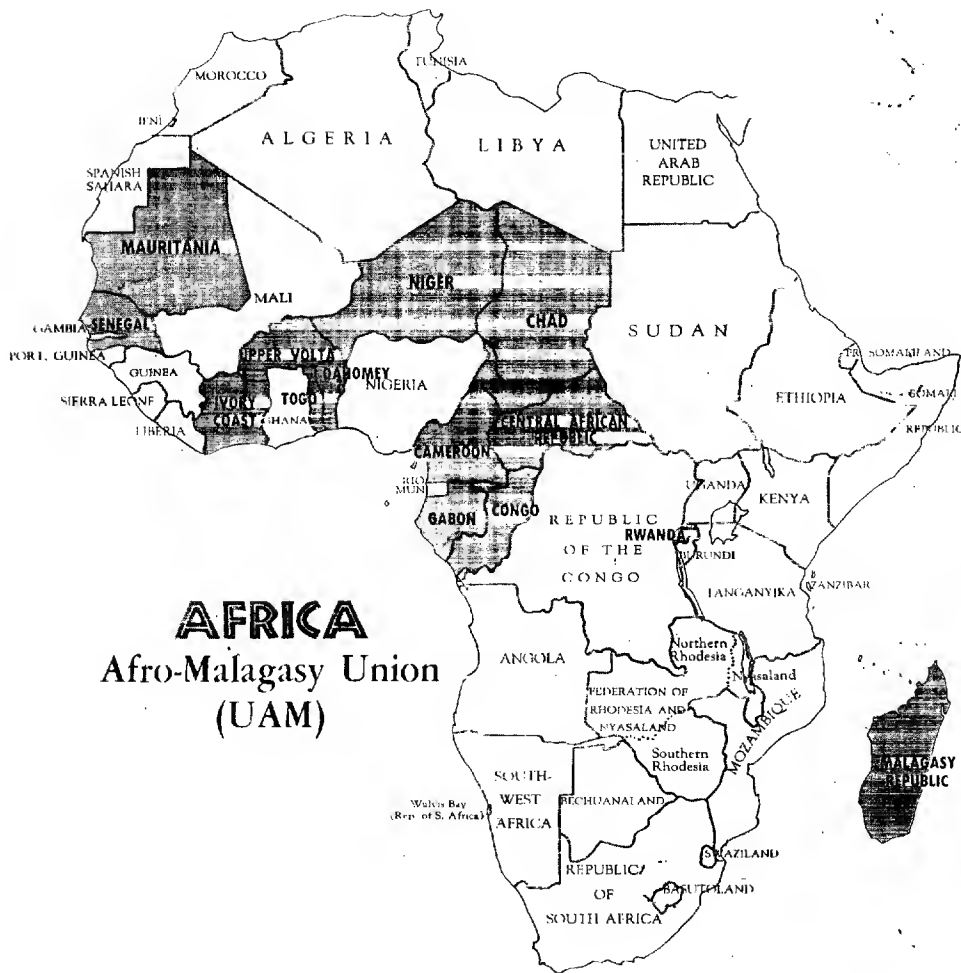 TUNISIA
MOROCCO
IFNI
ALGERIA
LIBYA
UNITED
ARAB
REPUBLIC
SPANISH
SAHARA
MAURITANIA
NIGER
MALI
CHAD
SUDAN
GAMBIA
SENEGAL
PORT. GUINEA
GUINEA
UPPER VOLTA
DAHOMEY
NIGERIA
FR. SOMALILAND
SIERRA LEONE
IVORY
COAST
TOGO
GHANA
ETHIOPIA
SOMALI
REPUBLIC
LIBERIA
CENTRAL AFRICAN
REPUBLIC
CAMEROON
RIO
MUNI
UGANDA
KENYA
GABON
CONGO
REPUBLIC
OF THE
CONGO
RWANDA
BURUNDI
TANGANYIKA
ZANZIBAR
AFRICA
Afro-Malagasy Union
(UAM)
ANGOLA
Northern
Rhodesia
Nyasaland
FEDERATION OF
RHODESIA AND
NYASALAND
MOZAMBIQUE
Southern
Rhodesia
MALAGASY
REPUBLIC
SOUTH-
WEST
AFRICA
BECHUANALAND
Walvis Bay
(Rep. of S. Africa)
SWAZILAND
REPUBLIC
OF
SOUTH AFRICA
BASUTOLAND